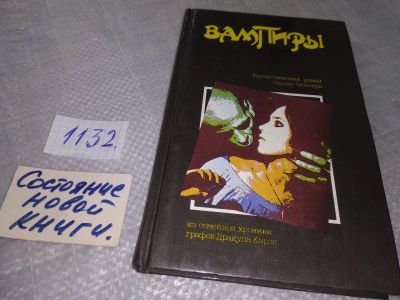 ВАМПИРЫ
Фантастический роман
барона Олшеври
1132.
Состояние
новой
книги.
из семейной хроники
графов Дракула Карди